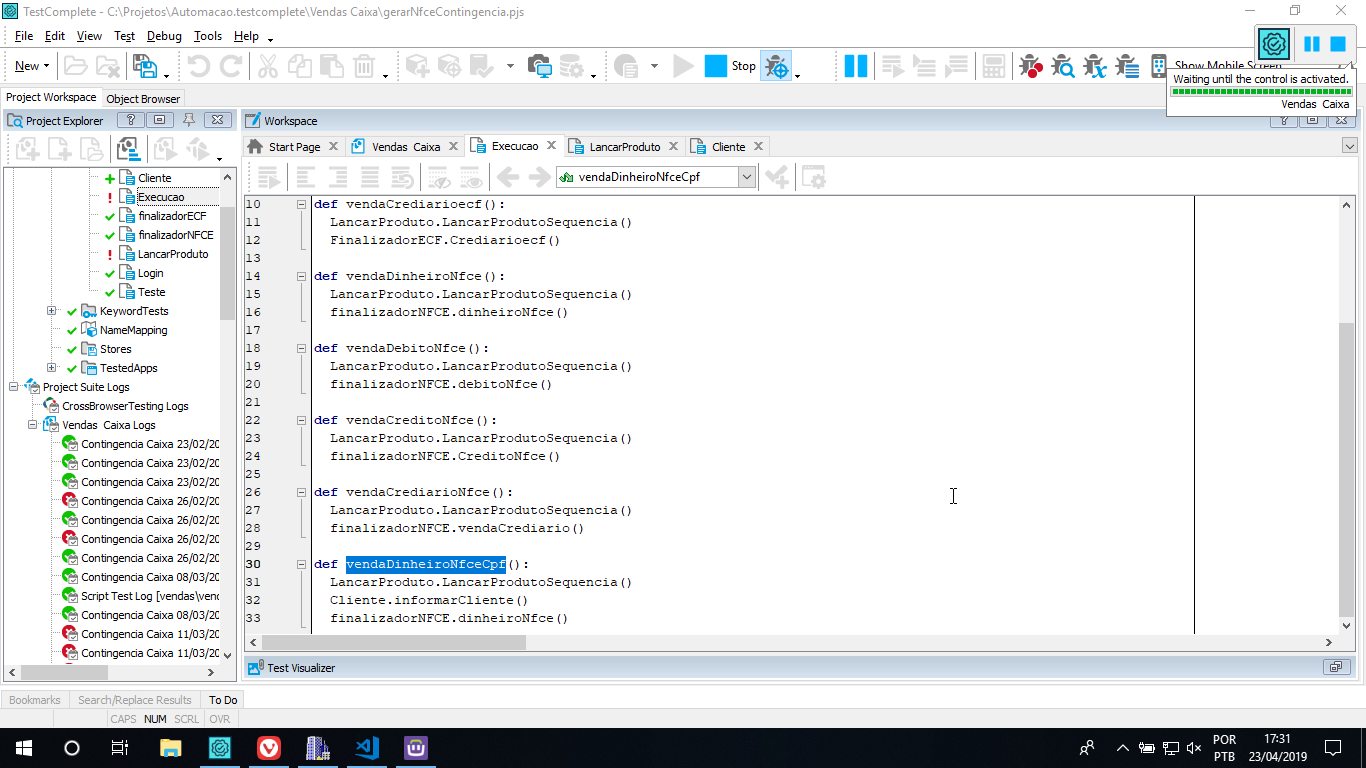 TestComplete - C:\Projetos\Automacao.testcomplete\Vendas Caixa\gerarNfceContingencia.pjs
File Edit View Test Debug Tools Help
New Stop Show Mobile Screen
Waiting until the control is activated.
Vendas Caixa
Project Workspace Object Browser
Project Explorer ?
Workspace ?
Start Page Vendas Caixa Execucao LancarProduto Cliente
vendaDinheiroNfceCpf
Cliente
Execucao
finalizadorECF
finalizadorNFCE
LancarProduto
Login
Teste
KeywordTests
NameMapping
Stores
TestedApps
Project Suite Logs
CrossBrowserTesting Logs
Vendas Caixa Logs
Contingencia Caixa 23/02/20
Contingencia Caixa 23/02/20
Contingencia Caixa 23/02/20
Contingencia Caixa 26/02/20
Contingencia Caixa 26/02/20
Contingencia Caixa 26/02/20
Contingencia Caixa 26/02/20
Contingencia Caixa 08/03/20
Script Test Log [vendas\venc
Contingencia Caixa 08/03/20
Contingencia Caixa 11/03/20
Contingencia Caixa 11/03/20
10 def vendaCrediarioecf():
11 LancarProduto.LancarProdutoSequencia()
12 FinalizadorECF.Crediarioecf()
13
14 def vendaDinheiroNfce():
15 LancarProduto.LancarProdutoSequencia()
16 finalizadorNFCE.dinheiroNfce()
17
18 def vendaDebitoNfce():
19 LancarProduto.LancarProdutoSequencia()
20 finalizadorNFCE.debitoNfce()
21
22 def vendaCreditoNfce():
23 LancarProduto.LancarProdutoSequencia()
24 finalizadorNFCE.CreditoNfce()
25
26 def vendaCrediarioNfce():
27 LancarProduto.LancarProdutoSequencia()
28 finalizadorNFCE.vendaCrediario()
29
30 def vendaDinheiroNfceCpf():
31 LancarProduto.LancarProdutoSequencia()
32 Cliente.informarCliente()
33 finalizadorNFCE.dinheiroNfce()
Test Visualizer
Bookmarks Search/Replace Results To Do
CAPS NUM SCRL OVR
POR
PTB
17:31
23/04/2019